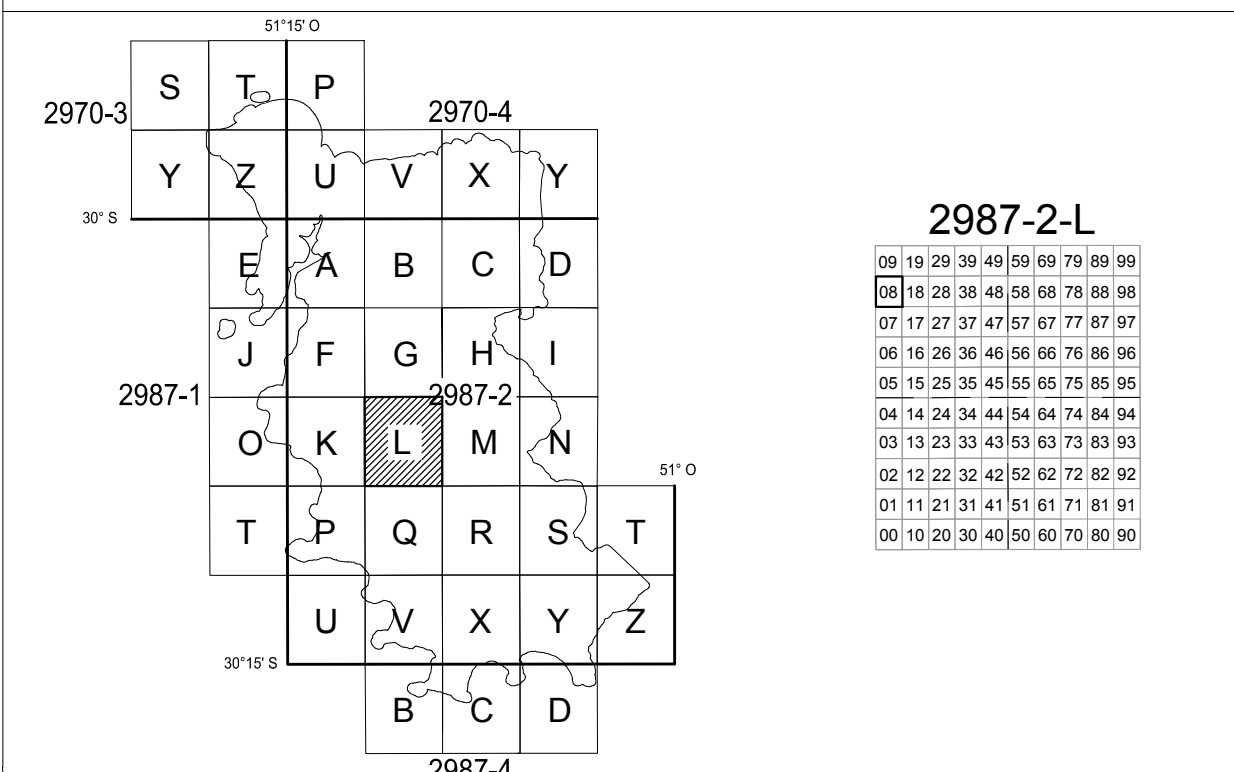 51°15' O
S T P
2970-3
2970-4
Y Z U V X Y
30° S
E A B C D
J F G H I
2987-1
2987-2
O K L M N
51° O
T P Q R S T
U V X Y Z
30°15' S
B C D
2987-4
2987-2-L
09 19 29 39 49 59 69 79 89 99
08 18 28 38 48 58 68 78 88 98
07 17 27 37 47 57 67 77 87 97
06 16 26 36 46 56 66 76 86 96
05 15 25 35 45 55 65 75 85 95
04 14 24 34 44 54 64 74 84 94
03 13 23 33 43 53 63 73 83 93
02 12 22 32 42 52 62 72 82 92
01 11 21 31 41 51 61 71 81 91
00 10 20 30 40 50 60 70 80 90